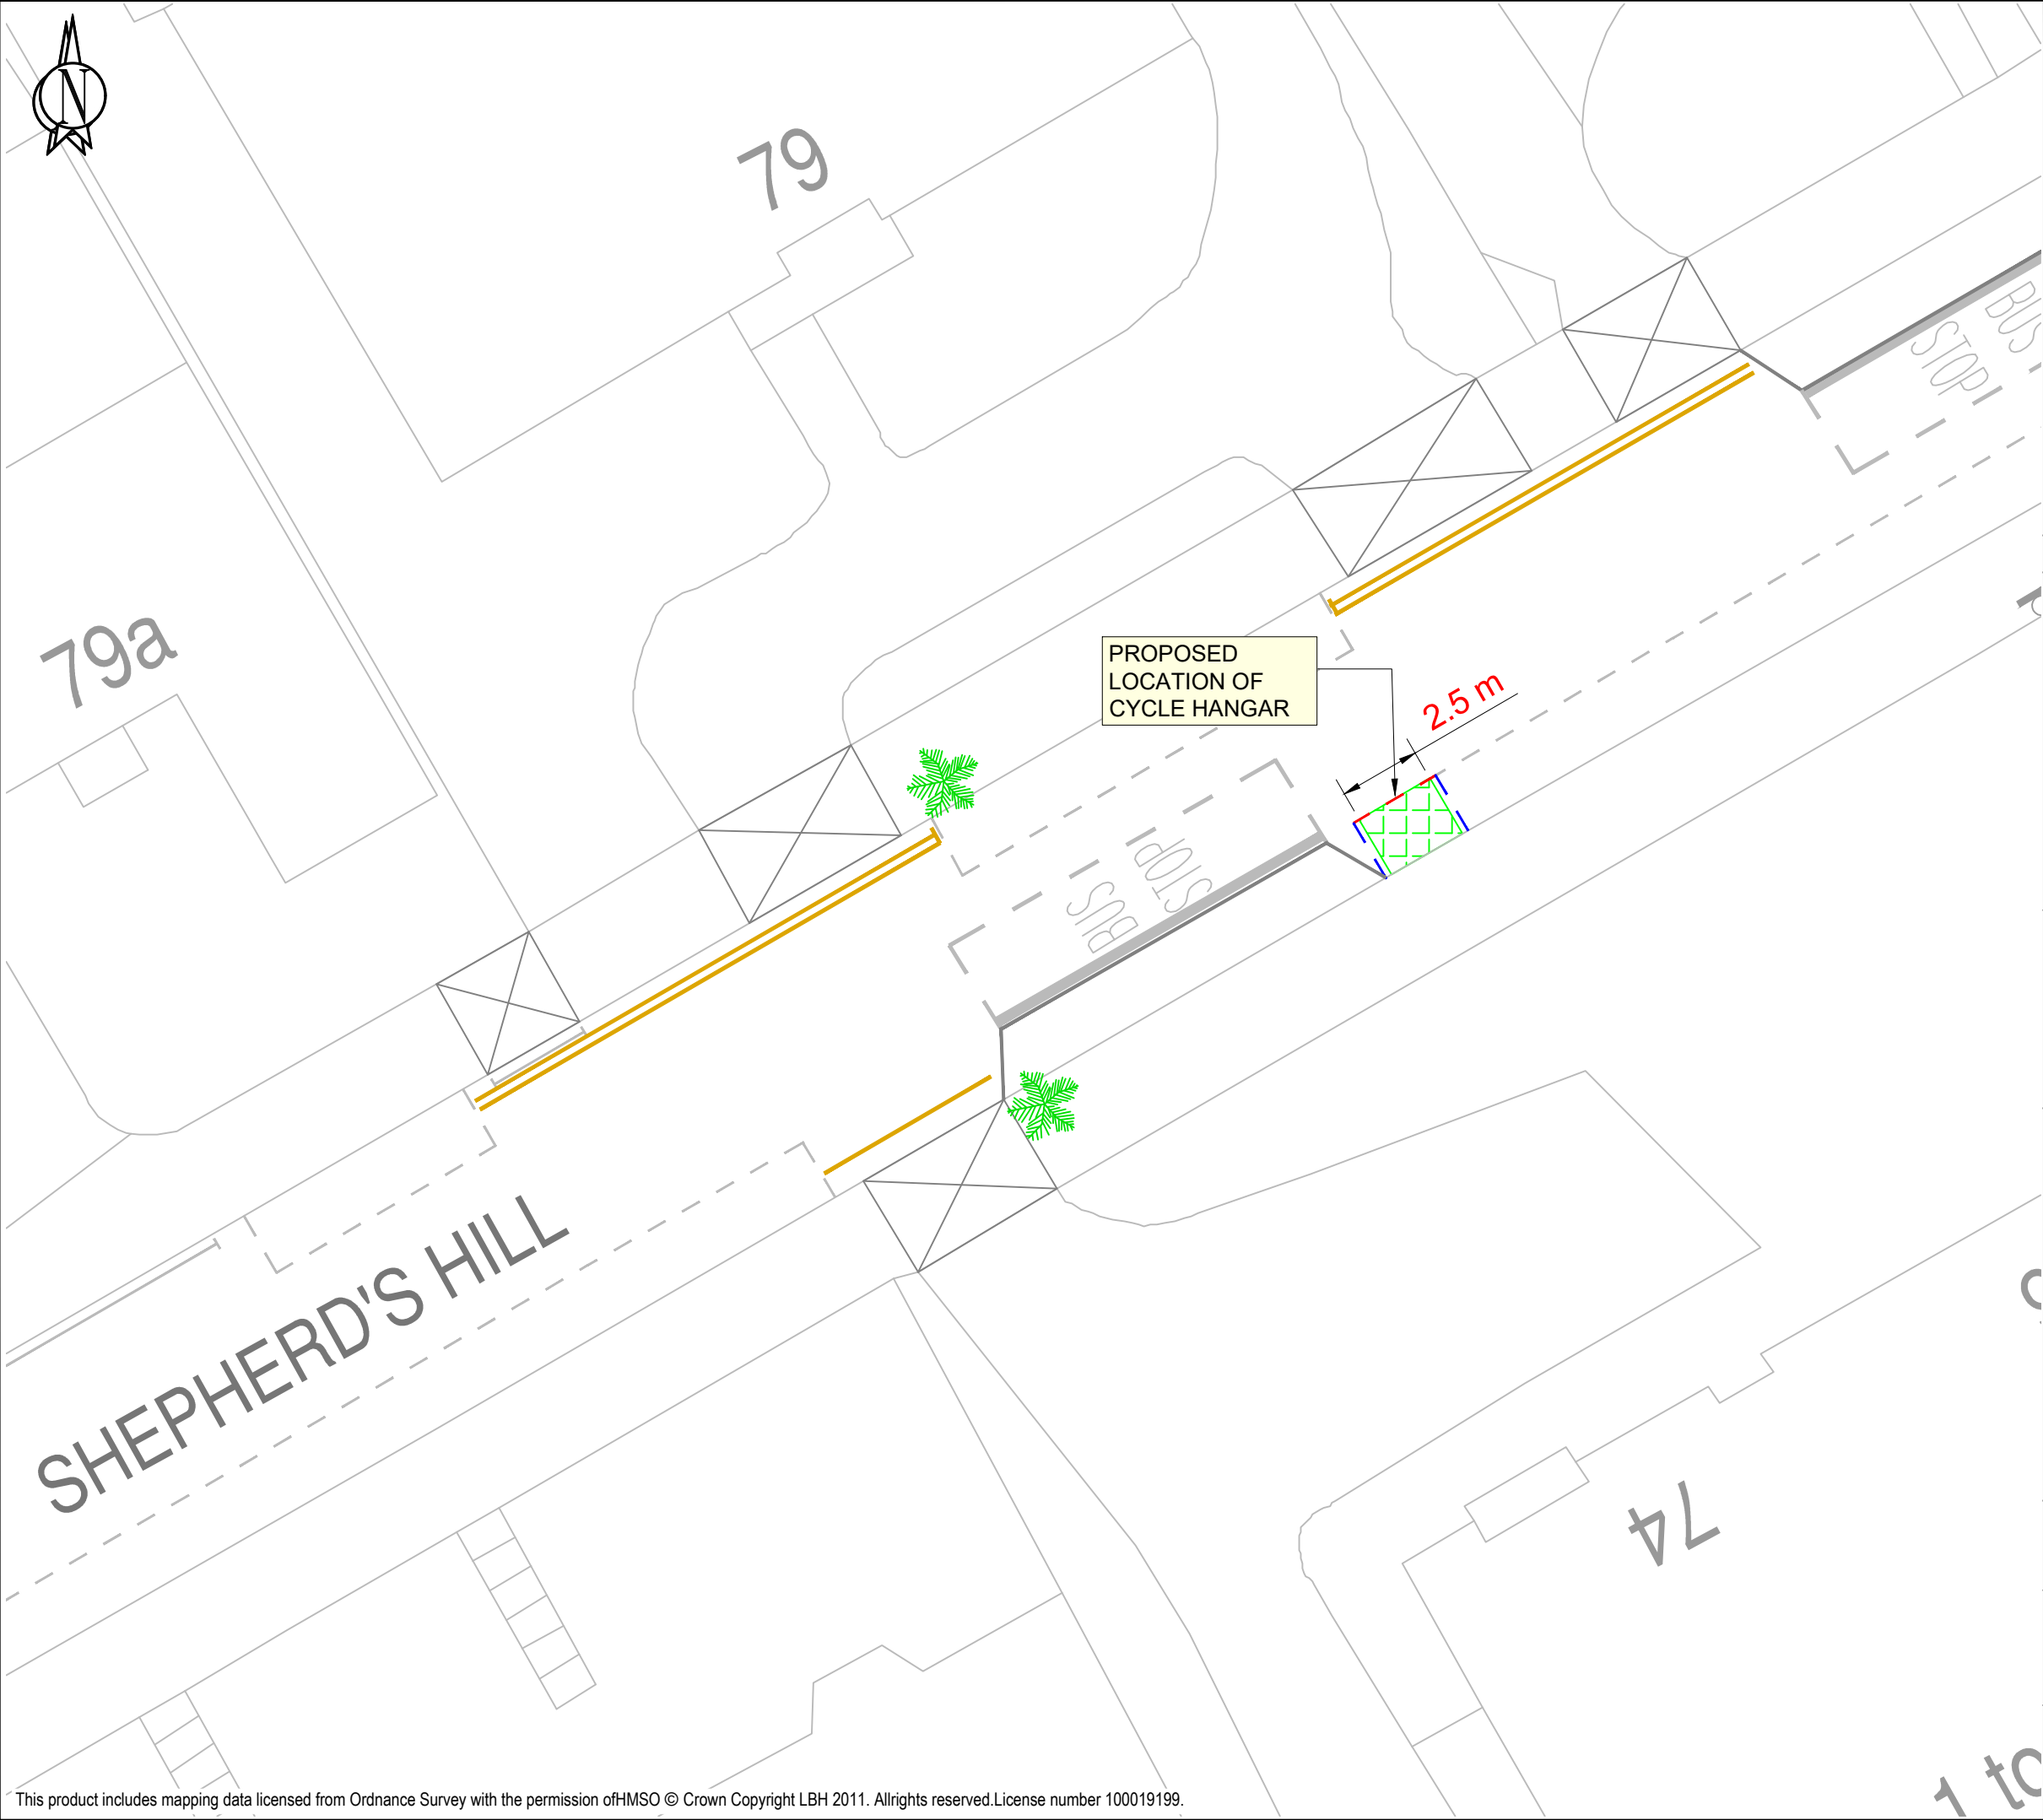 N
79
BUS
STOP
79a
PROPOSED
LOCATION OF
CYCLE HANGAR
2.5 m
BUS
STOP
SHEPHERD'S HILL
74
1 to
This product includes mapping data licensed from Ordnance Survey with the permission ofHMSO © Crown Copyright LBH 2011. Allrights reserved.License number 100019199.